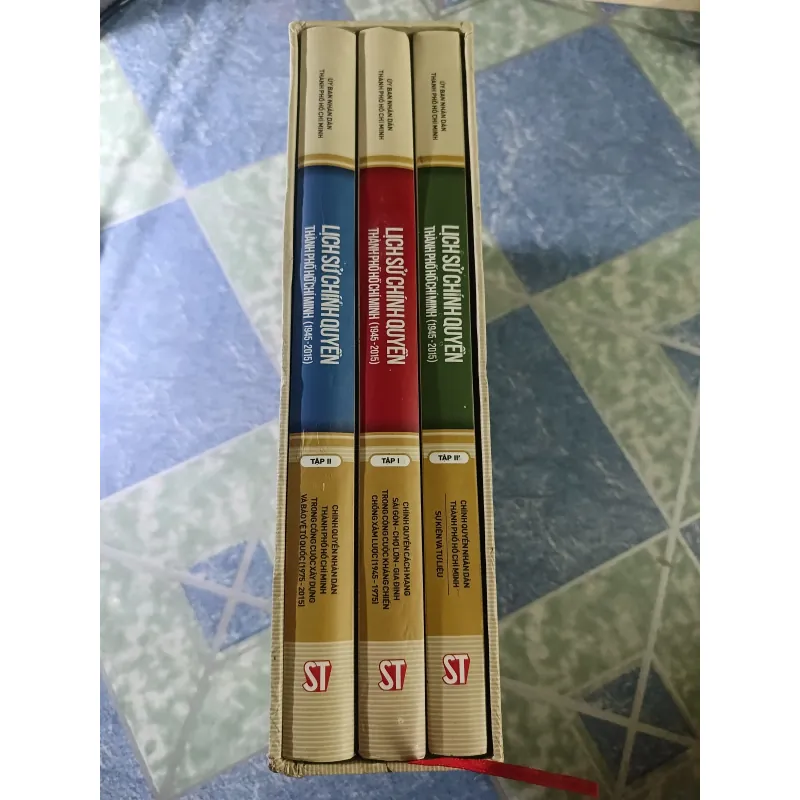 ỦY BAN NHÂN DÂN
THÀNH PHỐ HỒ CHÍ MINH
LỊCH SỬ CHÍNH QUYỀN
THÀNH PHỐ HỒ CHÍ MINH (1945-2015)
TẬP II
CHÍNH QUYỀN NHÂN DÂN
THÀNH PHỐ HỒ CHÍ MINH
TRONG CÔNG CUỘC XÂY DỰNG
VÀ BẢO VỆ TỔ QUỐC (1975 - 2015)
ST
ỦY BAN NHÂN DÂN
THÀNH PHỐ HỒ CHÍ MINH
LỊCH SỬ CHÍNH QUYỀN
THÀNH PHỐ HỒ CHÍ MINH (1945-2015)
TẬP I
CHÍNH QUYỀN CÁCH MẠNG
SÀI GÒN - CHỢ LỚN - GIA ĐỊNH
TRONG CÔNG CUỘC KHÁNG CHIẾN
CHỐNG XÂM LƯỢC (1945 - 1975)
ST
ỦY BAN NHÂN DÂN
THÀNH PHỐ HỒ CHÍ MINH
LỊCH SỬ CHÍNH QUYỀN
THÀNH PHỐ HỒ CHÍ MINH (1945-2015)
TẬP II'
CHÍNH QUYỀN NHÂN DÂN
THÀNH PHỐ HỒ CHÍ MINH
SỰ KIỆN VÀ TƯ LIỆU
ST